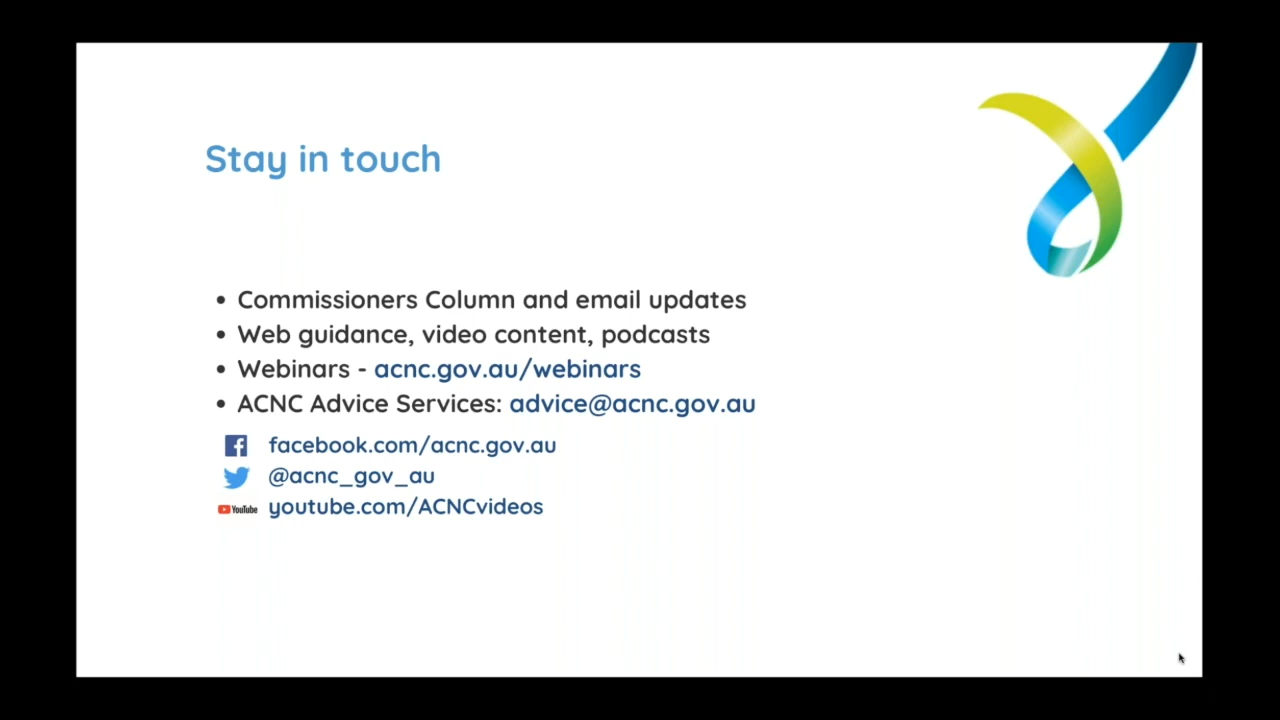 Stay in touch
• Commissioners Column and email updates
• Web guidance, video content, podcasts
• Webinars - acnc.gov.au/webinars
• ACNC Advice Services: advice@acnc.gov.au
facebook.com/acnc.gov.au
@acnc_gov_au
YouTube youtube.com/ACNCvideos